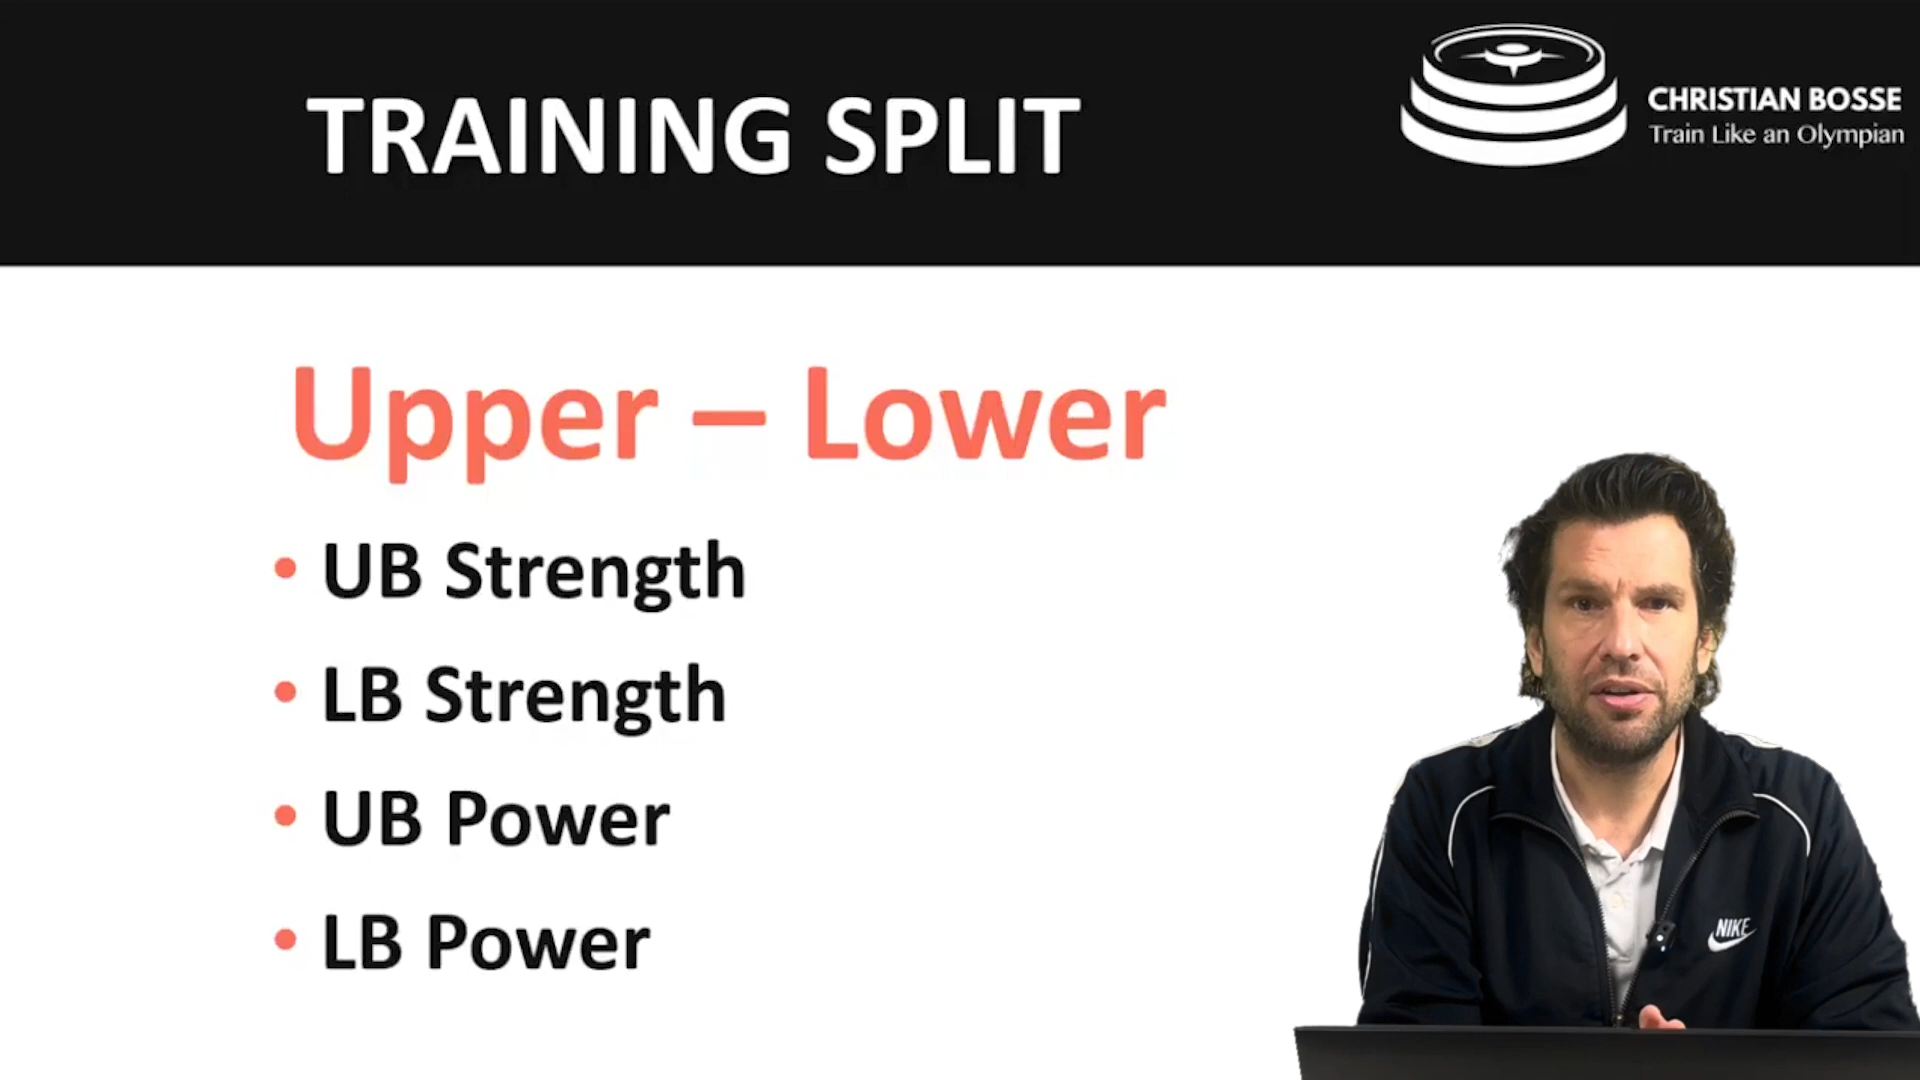 TRAINING SPLIT
CHRISTIAN BOSSE
Train Like an Olympian
Upper – Lower
• UB Strength
• LB Strength
• UB Power
• LB Power
NIKE